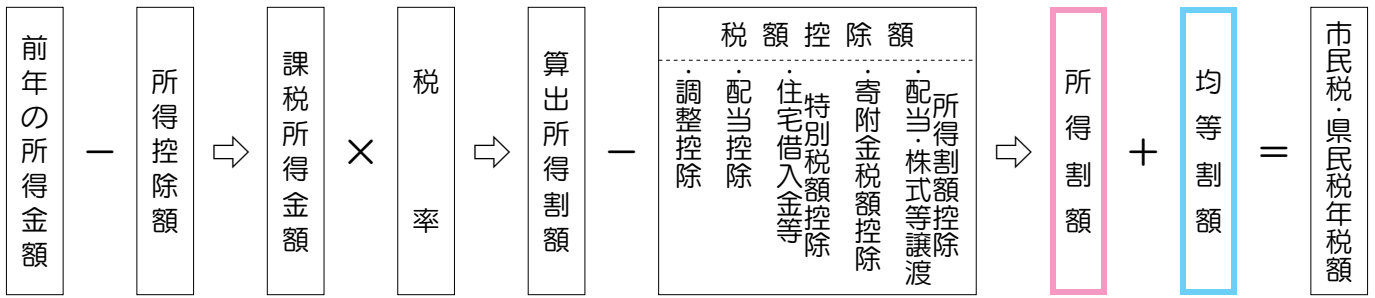 前年の所得金額
－
所得控除額
⇨
課税所得金額
×
税率
⇨
算出所得割額
－
税額控除額
・調整控除
・配当控除
・住宅借入金等
特別税額控除
・寄附金税額控除
・配当・株式等譲渡
所得割額控除
⇨
所得割額
＋
均等割額
＝
市民税・県民税年税額